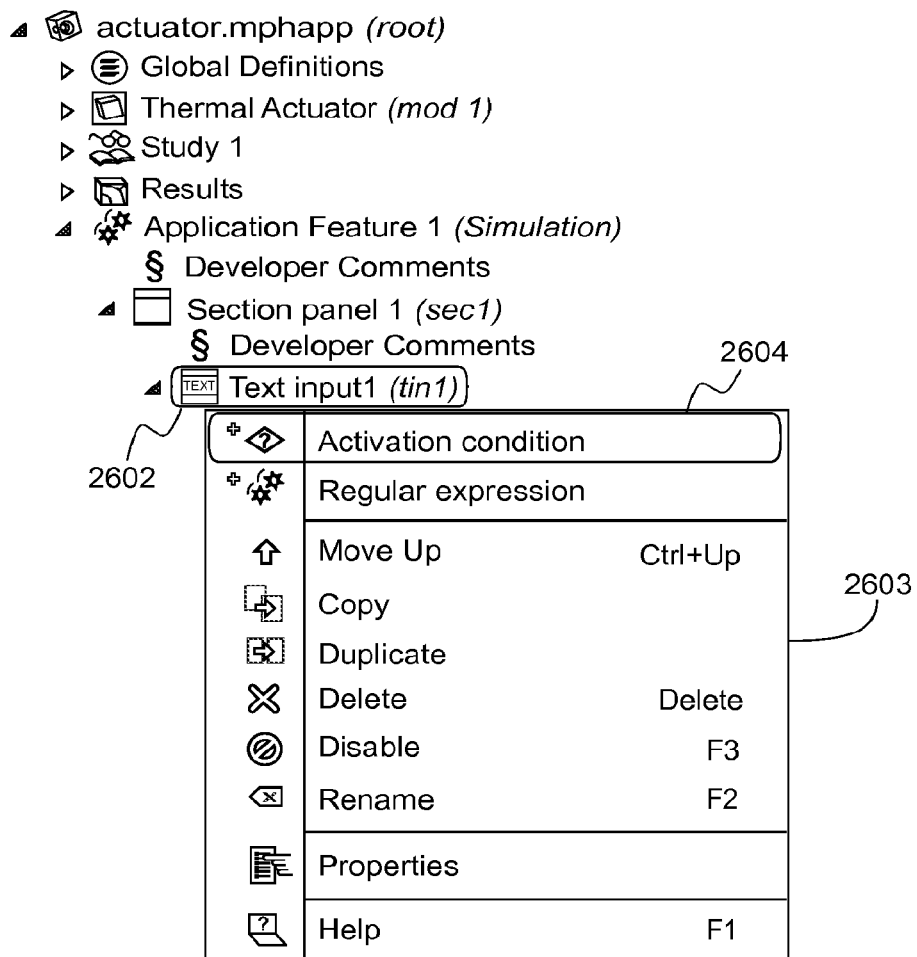 actuator.mphapp (root)
Global Definitions
Thermal Actuator (mod 1)
Study 1
Results
Application Feature 1 (Simulation)
§ Developer Comments
Section panel 1 (sec1)
§ Developer Comments
2604
TEXT Text input1 (tin1)
? Activation condition
2602
Regular expression
Move Up Ctrl+Up
2603
Copy
Duplicate
Delete Delete
Disable F3
Rename F2
Properties
? Help F1